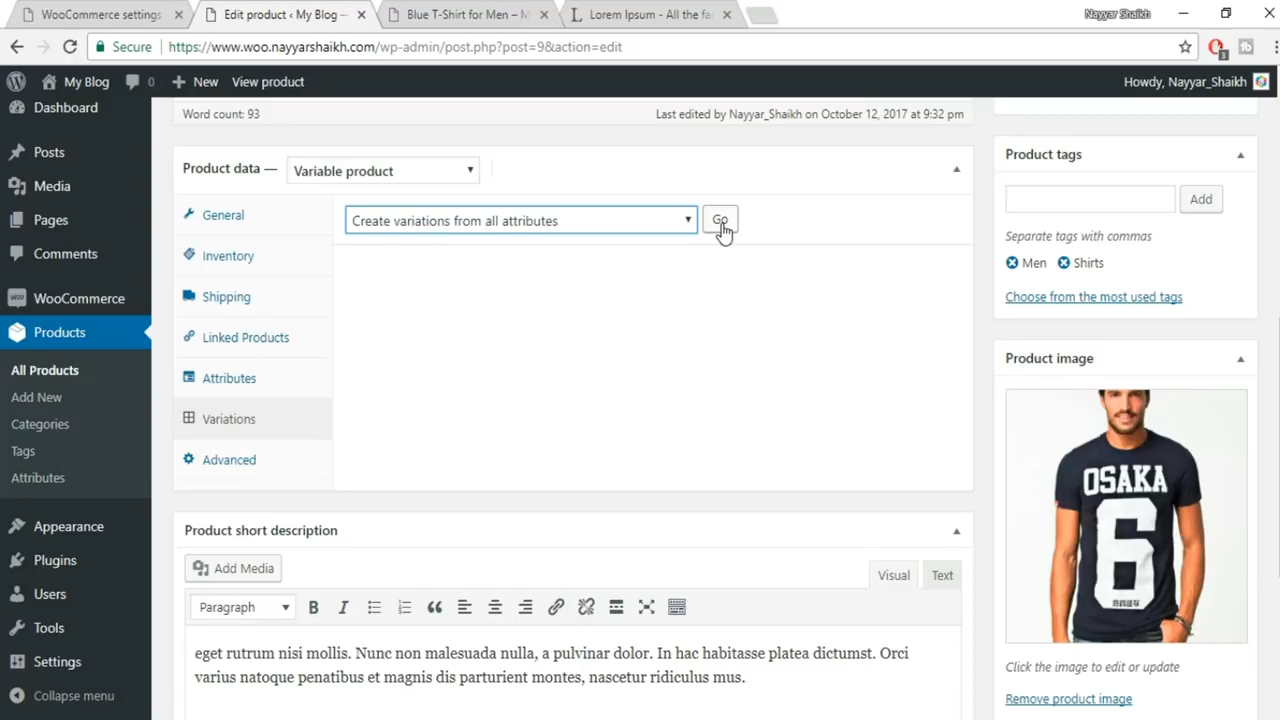 WooCommerce settings
Edit product ‹ My Blog —
Blue T-Shirt for Men – M
Lorem Ipsum - All the fa
Nayyar Shaikh
Secure
https://www.woo.nayyarshaikh.com/wp-admin/post.php?post=9&action=edit
My Blog
0
New
View product
Howdy, Nayyar_Shaikh
Dashboard
Posts
Media
Pages
Comments
WooCommerce
Products
All Products
Add New
Categories
Tags
Attributes
Appearance
Plugins
Users
Tools
Settings
Collapse menu
Word count: 93
Last edited by Nayyar_Shaikh on October 12, 2017 at 9:32 pm
Product data —
Variable product
General
Inventory
Shipping
Linked Products
Attributes
Variations
Advanced
Create variations from all attributes
Go
Product short description
Add Media
Visual
Text
Paragraph
eget rutrum nisi mollis. Nunc non malesuada nulla, a pulvinar dolor. In hac habitasse platea dictumst. Orci
varius natoque penatibus et magnis dis parturient montes, nascetur ridiculus mus.
Product tags
Add
Separate tags with commas
Men
Shirts
Choose from the most used tags
Product image
OSAKA
6
Click the image to edit or update
Remove product image